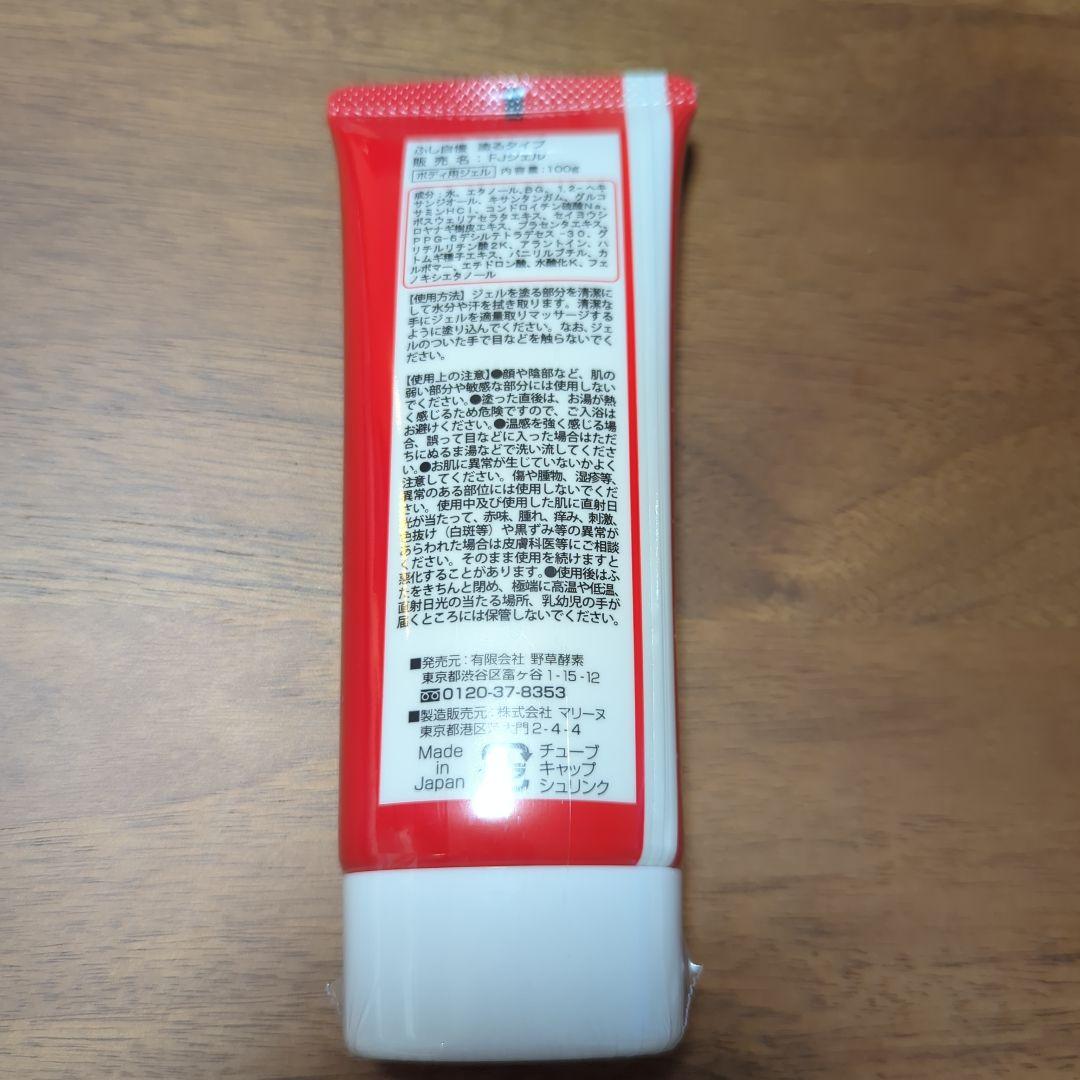 ふし自慢 塗るタイプ
販売名：FJジェル
ボディ用ジェル 内容量：100g
成分：水、エタノール、BG、1,2-ヘキ
サンジオール、キサンタンガム、グルコ
サミンHCl、コンドロイチン硫酸Na、
ボスウェリアセラタエキス、セイヨウシ
ロヤナギ樹皮エキス、プラセンタエキス、
PPG-6デシルテトラデセス-30、グ
リチルリチン酸2K、アラントイン、ハ
トムギ種子エキス、バニリルブチル、カ
ルボマー、エチドロン酸、水酸化K、フェ
ノキシエタノール
【使用方法】ジェルを塗る部分を清潔に
して水分や汗を拭き取ります。清潔な
手にジェルを適量取りマッサージする
ように塗り込んでください。なお、ジェ
ルのついた手で目などを触らないでく
ださい。
【使用上の注意】●顔や陰部など、肌の
弱い部分や敏感な部分には使用しない
でください。●塗った直後は、お湯が熱
く感じるため危険ですので、ご入浴は
お避けください。●温感を強く感じる場
合、誤って目などに入った場合はただ
ちにぬるま湯などで洗い流してくださ
い。●お肌に異常が生じていないかよく
注意してください。傷や腫物、湿疹等、
異常のある部位には使用しないでくだ
さい。使用中及び使用した肌に直射日
光が当たって、赤味、腫れ、痒み、刺激、
色抜け（白斑等）や黒ずみ等の異常が
あらわれた場合は皮膚科医等にご相談
ください。そのまま使用を続けますと
悪化することがあります。●使用後はふ
たをきちんと閉め、極端に高温や低温、
直射日光の当たる場所、乳幼児の手が
届くところには保管しないでください。
■発売元：有限会社 野草酵素
東京都渋谷区富ヶ谷1-15-12
0120-37-8353
■製造販売元：株式会社 マリーヌ
東京都港区芝大門2-4-4
Made
in
Japan
プラ
チューブ
キャップ
シュリンク